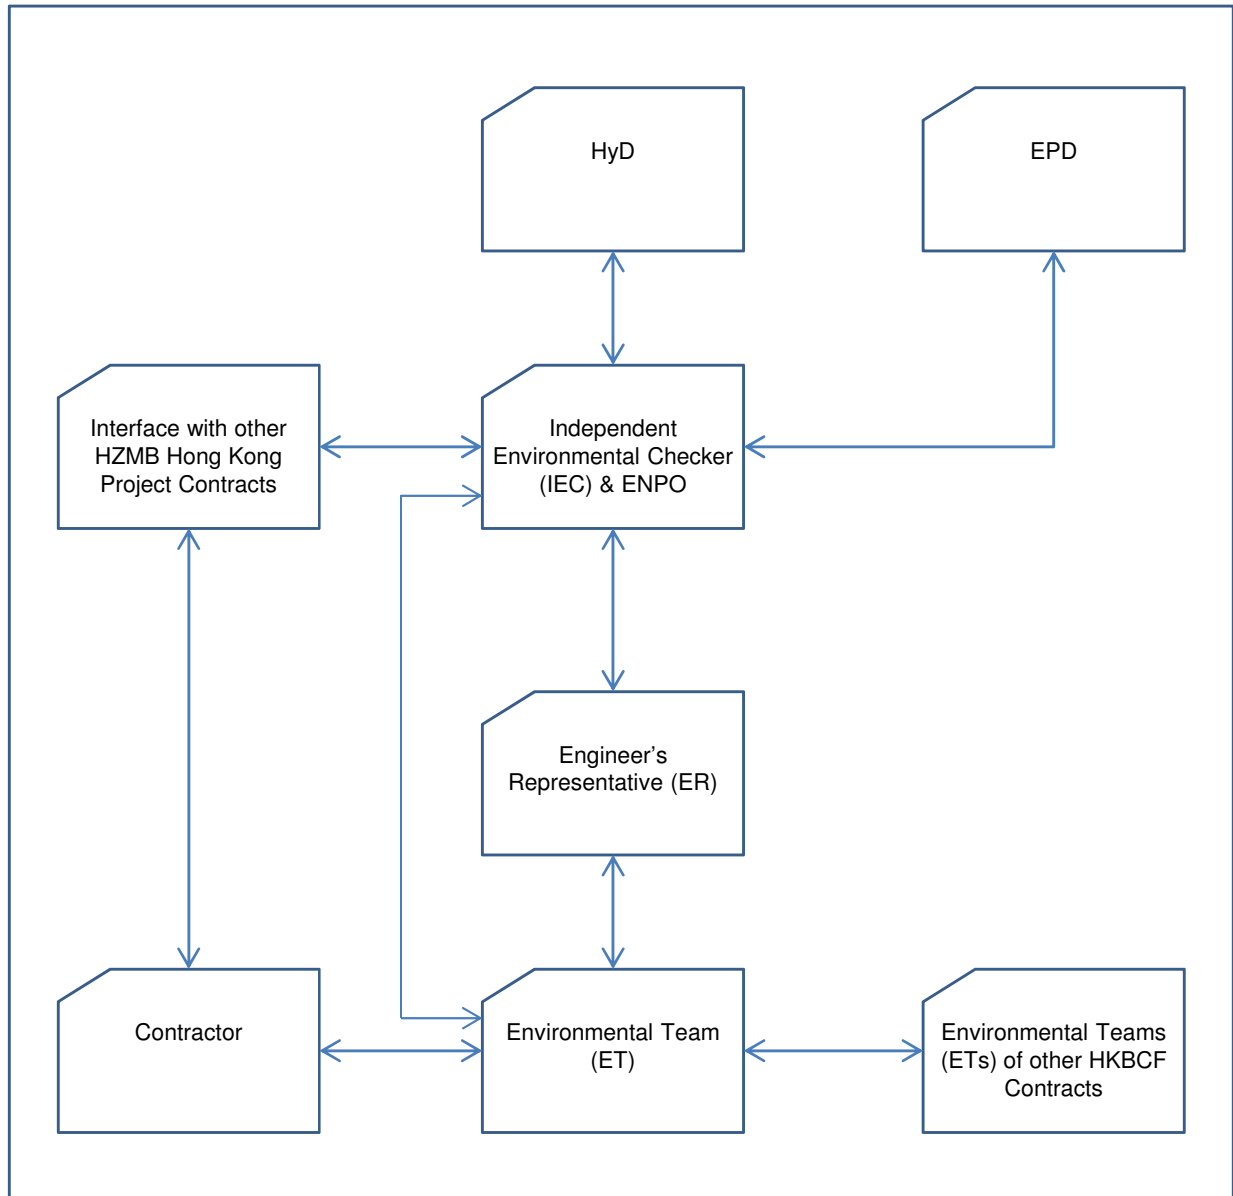 HyD
EPD
Interface with other
HZMB Hong Kong
Project Contracts
Independent
Environmental Checker
(IEC) & ENPO
Engineer’s
Representative (ER)
Contractor
Environmental Team
(ET)
Environmental Teams
(ETs) of other HKBCF
Contracts